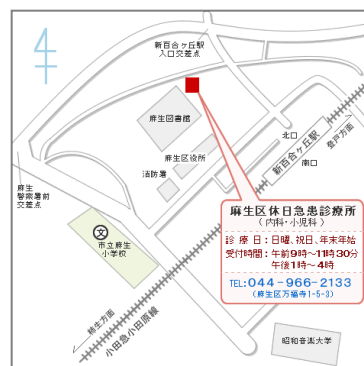 新百合ヶ丘駅
入口交差点
麻生図書館
麻生区役所
消防署
北口
新百合ヶ丘駅
南口
登戸方面
麻生
警察署前
交差点
文
市立麻生
小学校
柿生方面
小田急小田原線
昭和音楽大学
麻生区休日急患診療所
(内科・小児科)
診 療 日:日曜、祝日、年末年始
受付時間:午前9時~11時30分
午後1時~4時
TEL:044-966-2133
(麻生区万福寺1-5-3)